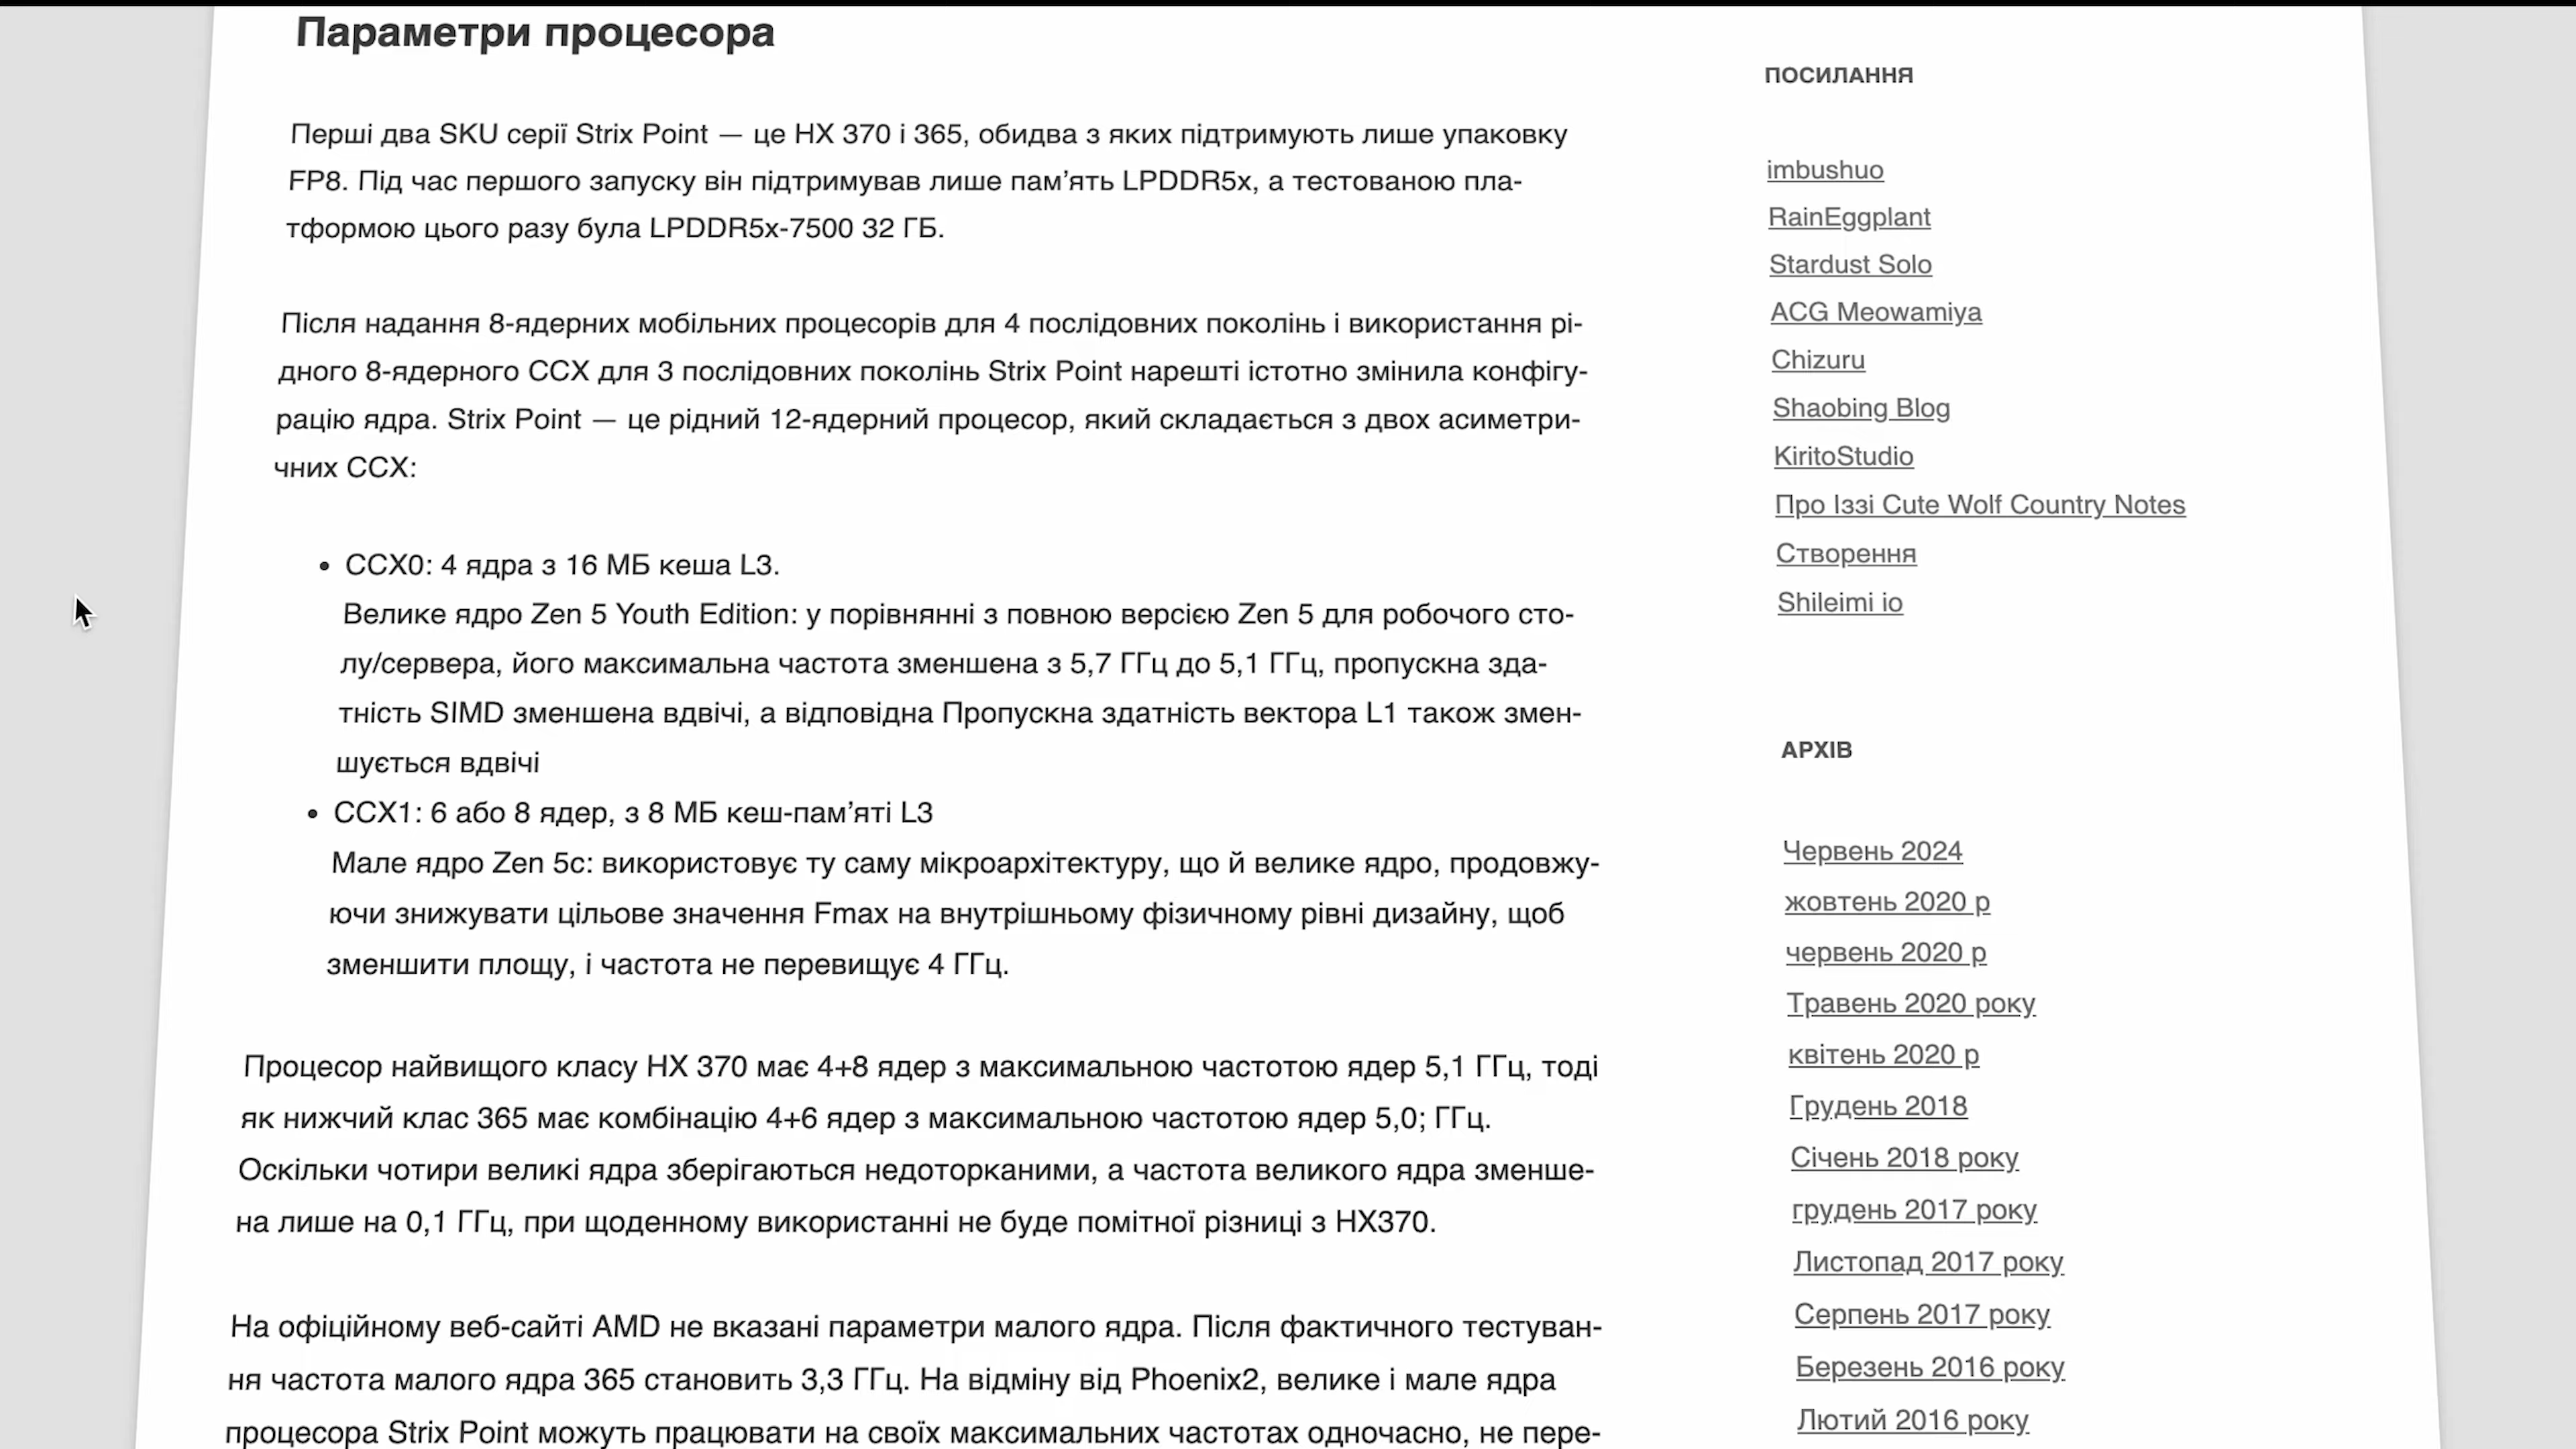 Параметри процесора
Перші два SKU серії Strix Point — це HX 370 і 365, обидва з яких підтримують лише упаковку
FP8. Під час першого запуску він підтримував лише пам’ять LPDDR5x, а тестованою пла-
тформою цього разу була LPDDR5x-7500 32 ГБ.
Після надання 8-ядерних мобільних процесорів для 4 послідовних поколінь і використання рі-
дного 8-ядерного CCX для 3 послідовних поколінь Strix Point нарешті істотно змінила конфігу-
рацію ядра. Strix Point — це рідний 12-ядерний процесор, який складається з двох асиметри-
чних CCX:
• CCX0: 4 ядра з 16 МБ кеша L3.
Велике ядро Zen 5 Youth Edition: у порівнянні з повною версією Zen 5 для робочого сто-
лу/сервера, його максимальна частота зменшена з 5,7 ГГц до 5,1 ГГц, пропускна зда-
тність SIMD зменшена вдвічі, а відповідна Пропускна здатність вектора L1 також змен-
шується вдвічі
• CCX1: 6 або 8 ядер, з 8 МБ кеш-пам’яті L3
Мале ядро Zen 5c: використовує ту саму мікроархітектуру, що й велике ядро, продовжу-
ючи знижувати цільове значення Fmax на внутрішньому фізичному рівні дизайну, щоб
зменшити площу, і частота не перевищує 4 ГГц.
Процесор найвищого класу HX 370 має 4+8 ядер з максимальною частотою ядер 5,1 ГГц, тоді
як нижчий клас 365 має комбінацію 4+6 ядер з максимальною частотою ядер 5,0; ГГц.
Оскільки чотири великі ядра зберігаються недоторканими, а частота великого ядра зменше-
на лише на 0,1 ГГц, при щоденному використанні не буде помітної різниці з HX370.
На офіційному веб-сайті AMD не вказані параметри малого ядра. Після фактичного тестуван-
ня частота малого ядра 365 становить 3,3 ГГц. На відміну від Phoenix2, велике і мале ядра
процесора Strix Point можуть працювати на своїх максимальних частотах одночасно, не пере-
ПОСИЛАННЯ
imbushuo
RainEggplant
Stardust Solo
ACG Meowamiya
Chizuru
Shaobing Blog
KiritoStudio
Про Іззі Cute Wolf Country Notes
Створення
Shileimi io
АРХІВ
Червень 2024
жовтень 2020 р
червень 2020 р
Травень 2020 року
квітень 2020 р
Грудень 2018
Січень 2018 року
грудень 2017 року
Листопад 2017 року
Серпень 2017 року
Березень 2016 року
Лютий 2016 року